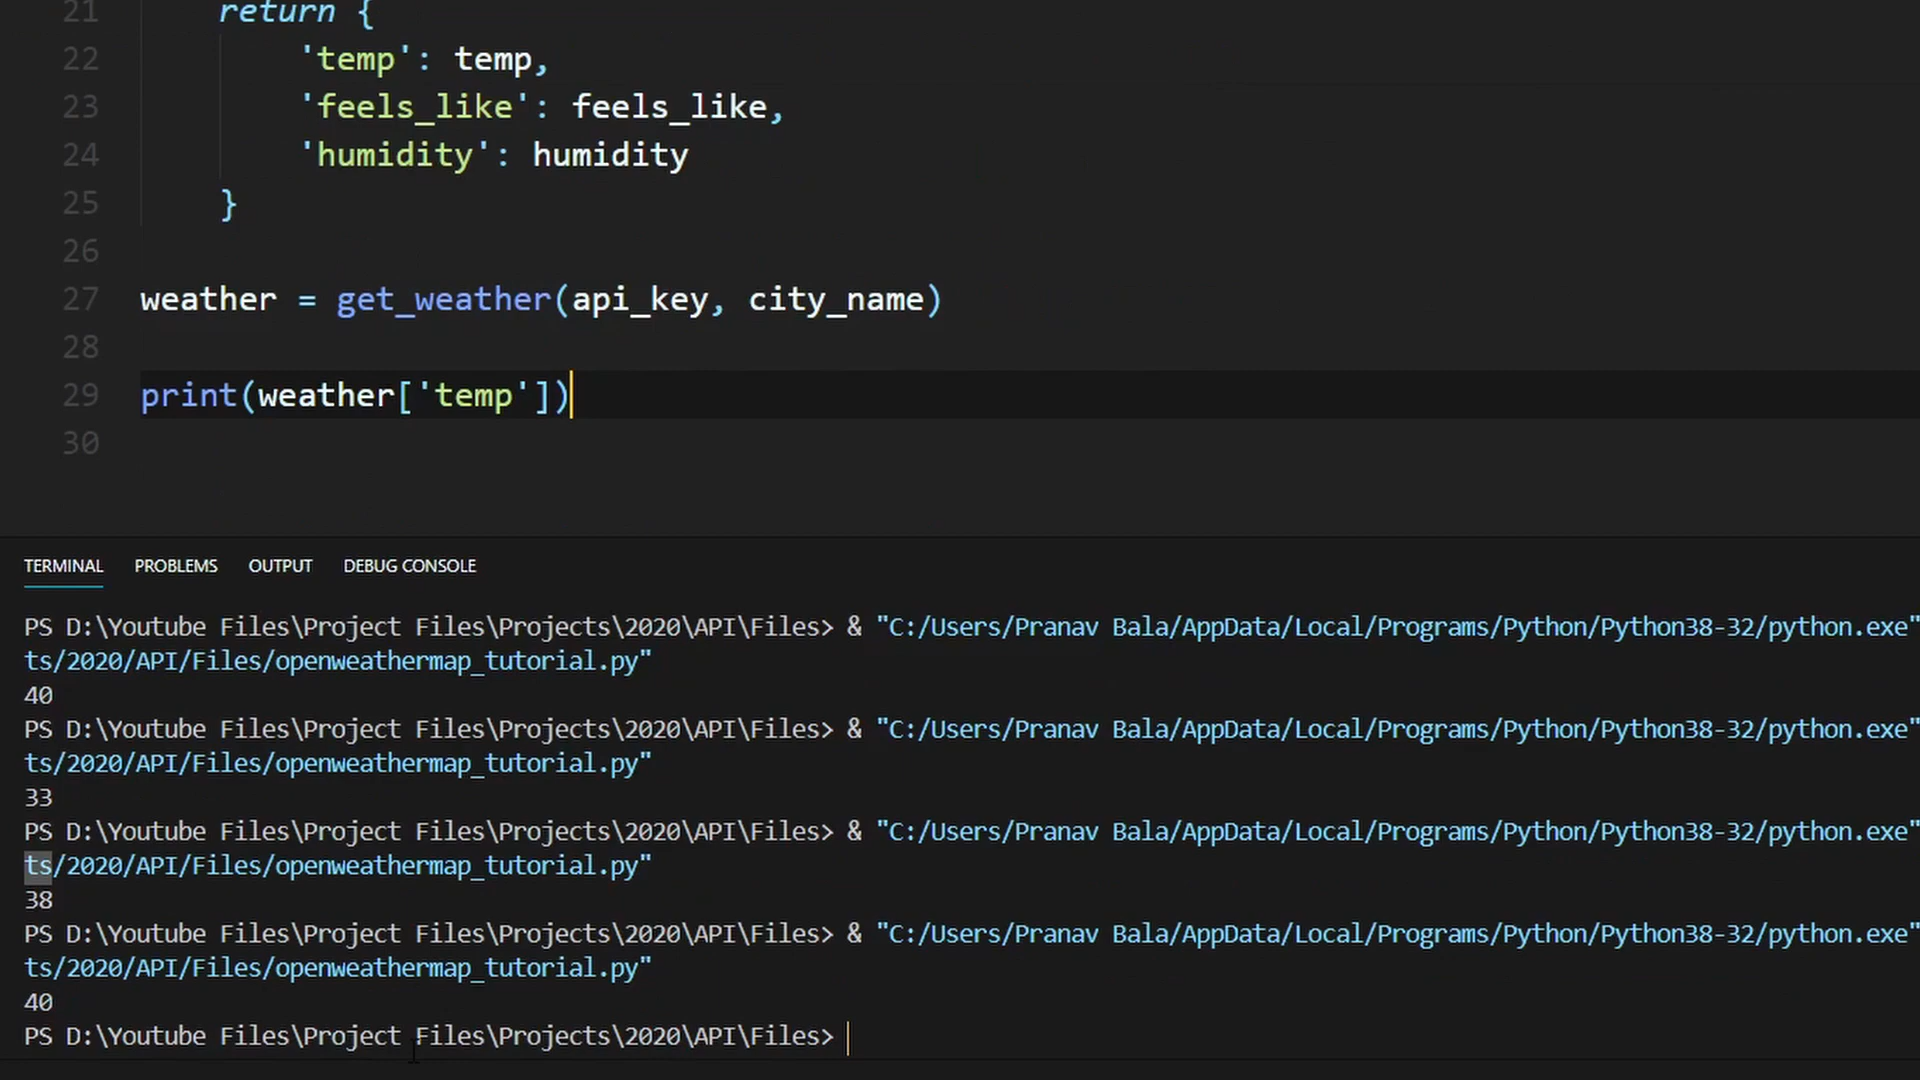 21 return {
22 'temp': temp,
23 'feels_like': feels_like,
24 'humidity': humidity
25 }
26
27 weather = get_weather(api_key, city_name)
28
29 print(weather['temp'])
30
TERMINAL PROBLEMS OUTPUT DEBUG CONSOLE
PS D:\Youtube Files\Project Files\Projects\2020\API\Files> & "C:/Users/Pranav Bala/AppData/Local/Programs/Python/Python38-32/python.exe"
ts/2020/API/Files/openweathermap_tutorial.py"
40
PS D:\Youtube Files\Project Files\Projects\2020\API\Files> & "C:/Users/Pranav Bala/AppData/Local/Programs/Python/Python38-32/python.exe"
ts/2020/API/Files/openweathermap_tutorial.py"
33
PS D:\Youtube Files\Project Files\Projects\2020\API\Files> & "C:/Users/Pranav Bala/AppData/Local/Programs/Python/Python38-32/python.exe"
ts/2020/API/Files/openweathermap_tutorial.py"
38
PS D:\Youtube Files\Project Files\Projects\2020\API\Files> & "C:/Users/Pranav Bala/AppData/Local/Programs/Python/Python38-32/python.exe"
ts/2020/API/Files/openweathermap_tutorial.py"
40
PS D:\Youtube Files\Project Files\Projects\2020\API\Files>